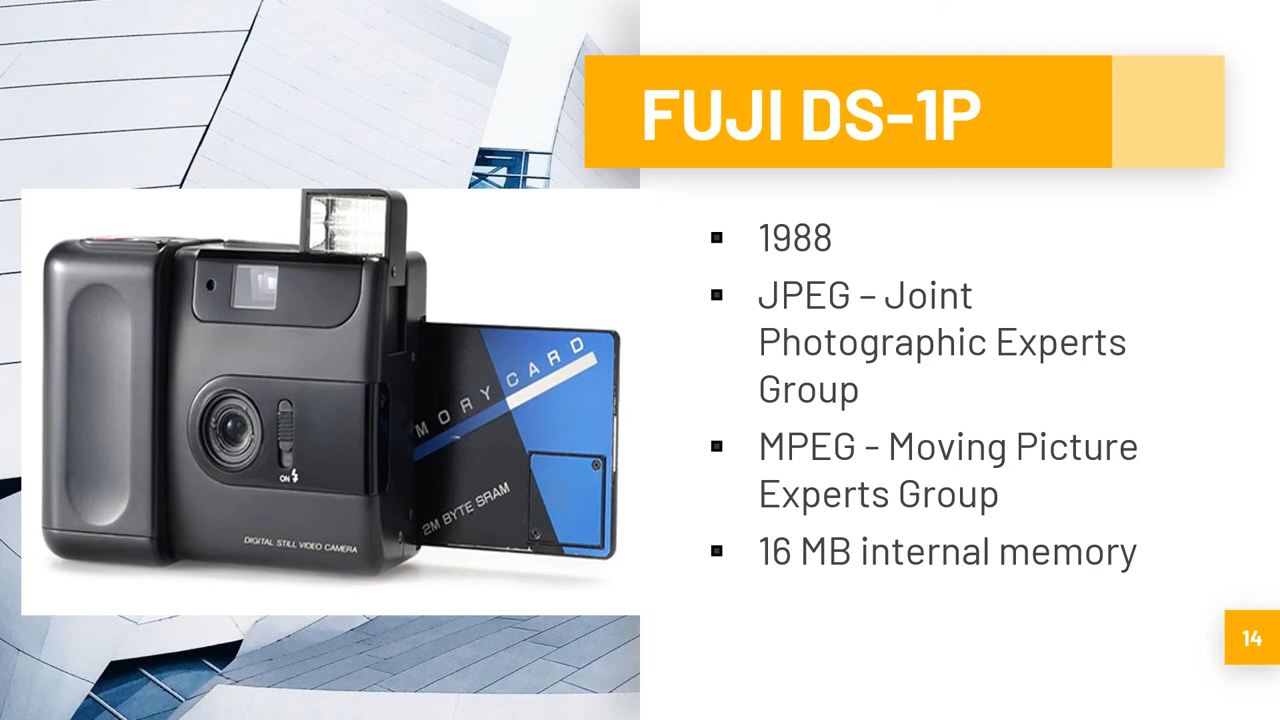 FUJI DS-1P
▪ 1988
▪ JPEG – Joint
Photographic Experts
Group
▪ MPEG - Moving Picture
Experts Group
▪ 16 MB internal memory
MORY CARD
2M BYTE SRAM
ON
DIGITAL STILL VIDEO CAMERA
14